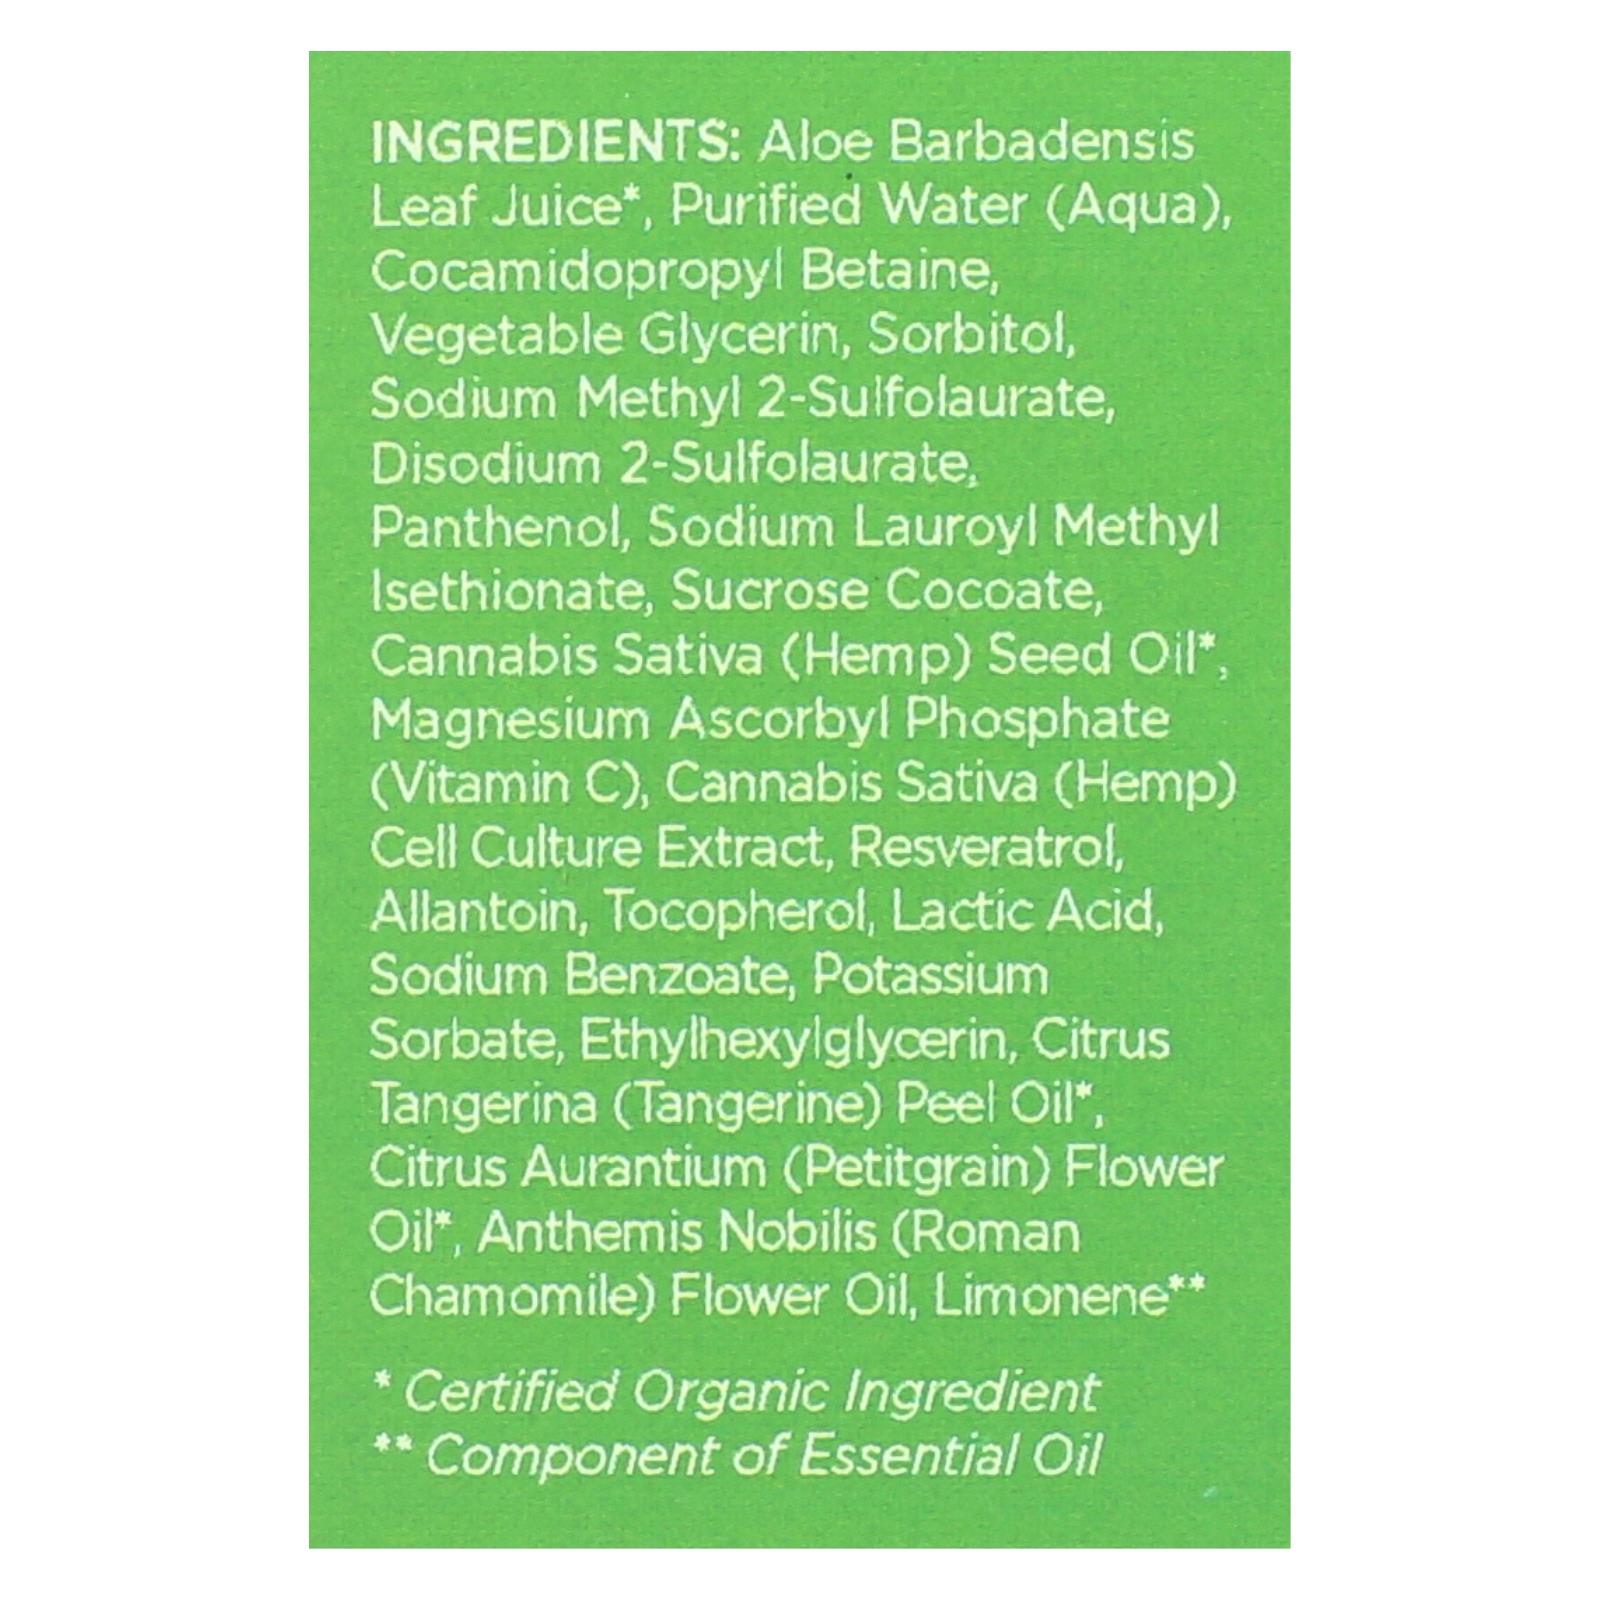 INGREDIENTS: Aloe Barbadensis
Leaf Juice*, Purified Water (Aqua),
Cocamidopropyl Betaine,
Vegetable Glycerin, Sorbitol,
Sodium Methyl 2-Sulfolaurate,
Disodium 2-Sulfolaurate,
Panthenol, Sodium Lauroyl Methyl
Isethionate, Sucrose Cocoate,
Cannabis Sativa (Hemp) Seed Oil*,
Magnesium Ascorbyl Phosphate
(Vitamin C), Cannabis Sativa (Hemp)
Cell Culture Extract, Resveratrol,
Allantoin, Tocopherol, Lactic Acid,
Sodium Benzoate, Potassium
Sorbate, Ethylhexylglycerin, Citrus
Tangerina (Tangerine) Peel Oil*,
Citrus Aurantium (Petitgrain) Flower
Oil*, Anthemis Nobilis (Roman
Chamomile) Flower Oil, Limonene**
* Certified Organic Ingredient
** Component of Essential Oil